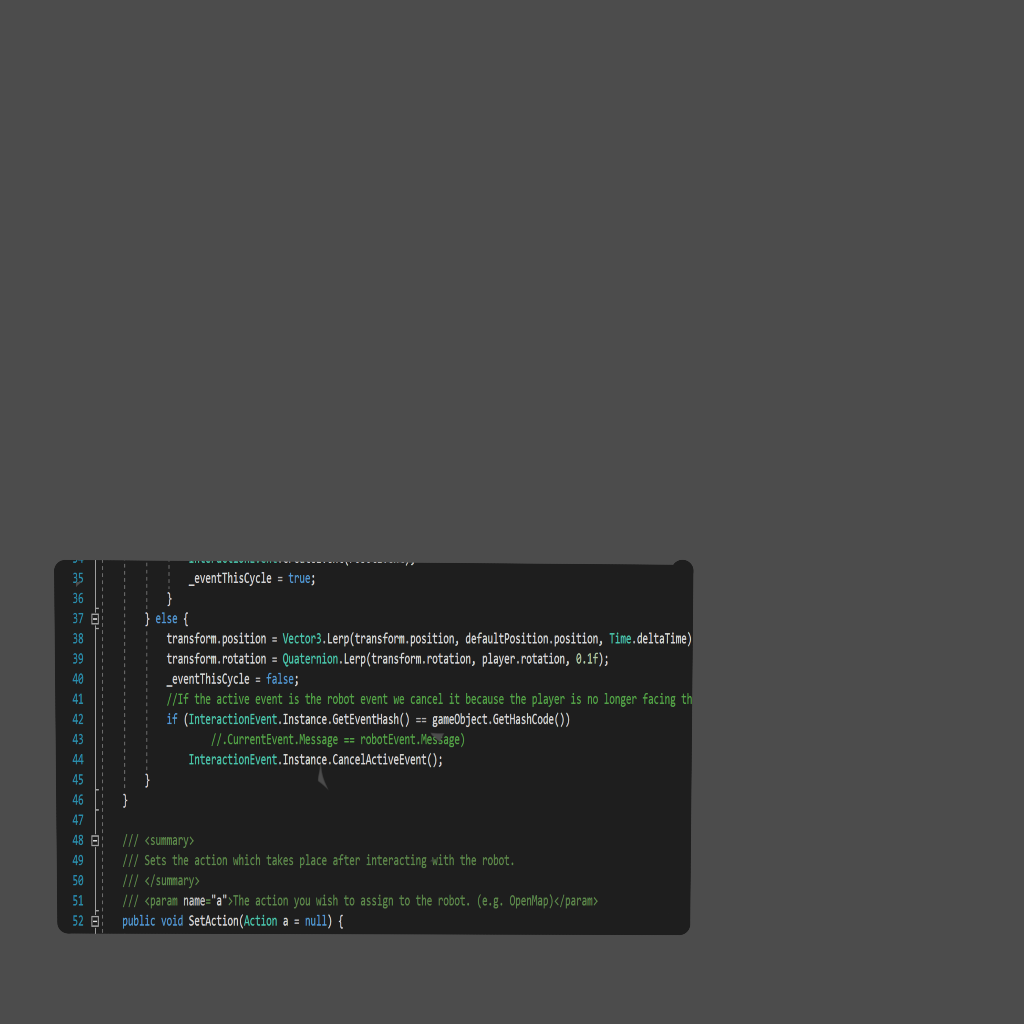 35 _eventThisCycle = true;
36 }
37 } else {
38 transform.position = Vector3.Lerp(transform.position, defaultPosition.position, Time.deltaTime)
39 transform.rotation = Quaternion.Lerp(transform.rotation, player.rotation, 0.1f);
40 _eventThisCycle = false;
41 //If the active event is the robot event we cancel it because the player is no longer facing th
42 if (InteractionEvent.Instance.GetEventHash() == gameObject.GetHashCode())
43 //.CurrentEvent.Message == robotEvent.Message)
44 InteractionEvent.Instance.CancelActiveEvent();
45 }
46 }
47
48 /// <summary>
49 /// Sets the action which takes place after interacting with the robot.
50 /// </summary>
51 /// <param name="a">The action you wish to assign to the robot. (e.g. OpenMap)</param>
52 public void SetAction(Action a = null) {